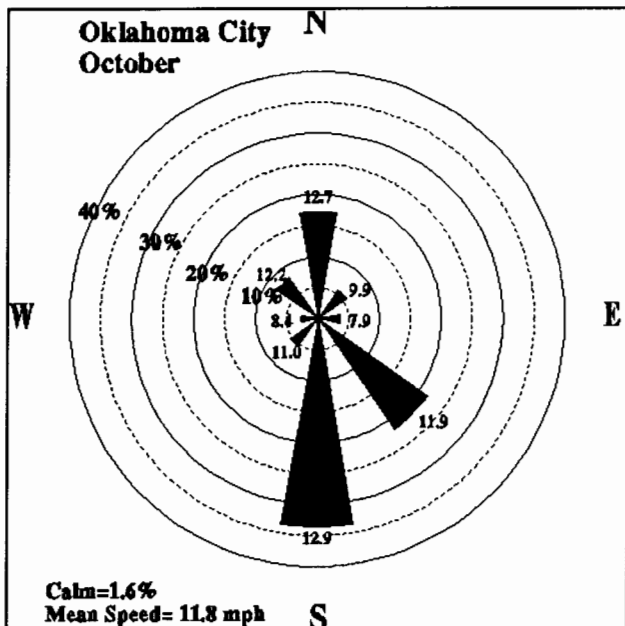 N
Oklahoma City
October
40%
12.7
30%
20%
12.2
10%
9.9
W
8.4
7.9
E
11.0
11.9
12.9
Calm=1.6%
Mean Speed= 11.8 mph
S